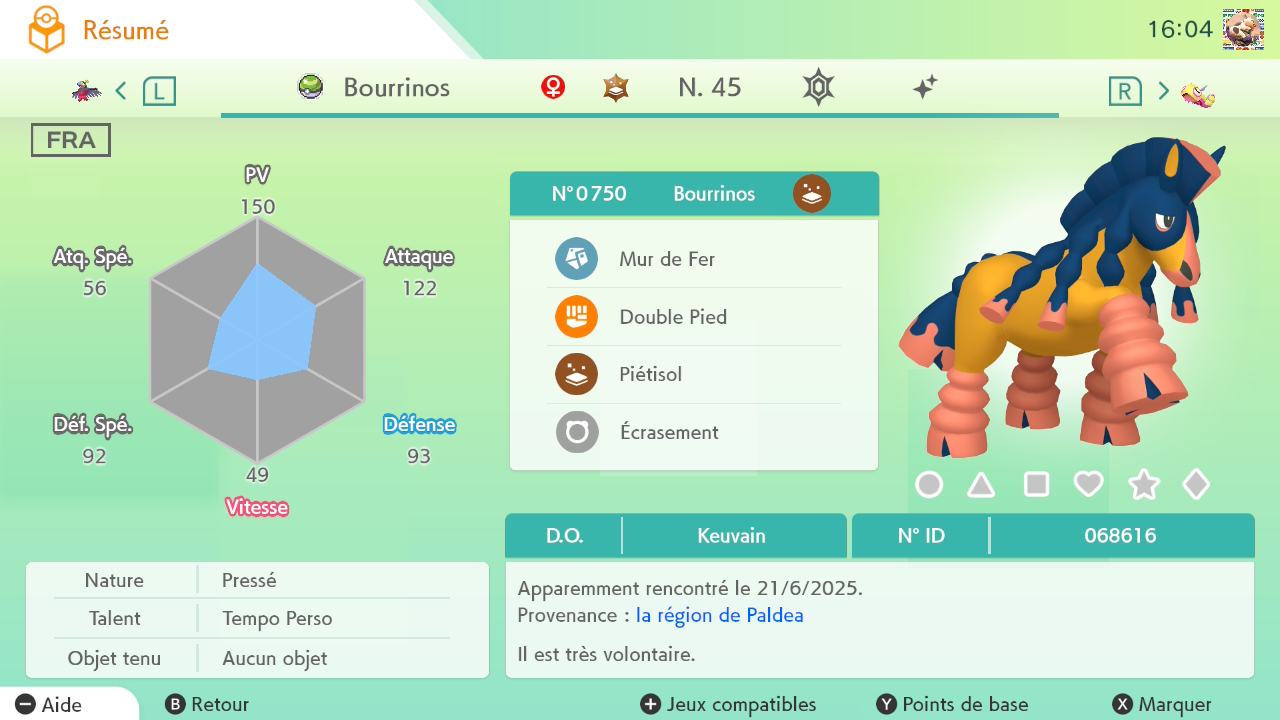 Résumé
16:04
L
Bourrinos
N. 45
R
FRA
PV
150
Atq. Spé.
56
Attaque
122
Déf. Spé.
92
Défense
93
49
Vitesse
N° 0750 Bourrinos
Mur de Fer
Double Pied
Piétisol
Écrasement
D.O. Keuvain
N° ID 068616
Nature Pressé
Talent Tempo Perso
Objet tenu Aucun objet
Apparemment rencontré le 21/6/2025.
Provenance : la région de Paldea
Il est très volontaire.
Aide
B Retour
Jeux compatibles
Y Points de base
X Marquer